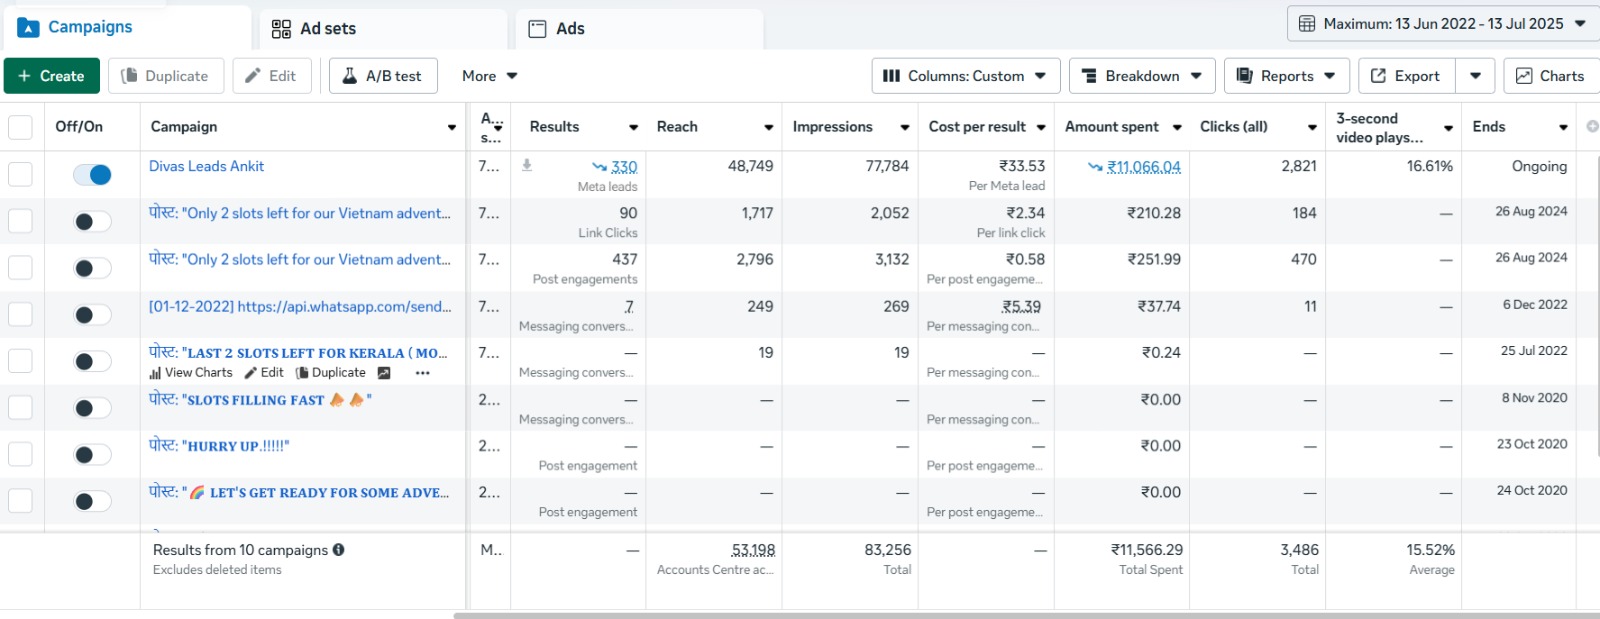 Campaigns
Ad sets
Ads
Maximum: 13 Jun 2022 - 13 Jul 2025
+ Create
Duplicate
Edit
A/B test
More
Columns: Custom
Breakdown
Reports
Export
Charts
Off/On
Campaign
A... s...
Results
Reach
Impressions
Cost per result
Amount spent
Clicks (all)
3-second video plays...
Ends
Divas Leads Ankit 7... 330 48,749 77,784 ₹33.53 ₹11,066.04 2,821 16.61% Ongoing
Meta leads Per Meta lead
पोस्ट: "Only 2 slots left for our Vietnam advent... 7... 90 1,717 2,052 ₹2.34 ₹210.28 184 — 26 Aug 2024
Link Clicks Per link click
पोस्ट: "Only 2 slots left for our Vietnam advent... 7... 437 2,796 3,132 ₹0.58 ₹251.99 470 — 26 Aug 2024
Post engagements Per post engageme...
[01-12-2022] https://api.whatsapp.com/send... 7... 7 249 269 ₹5.39 ₹37.74 11 — 6 Dec 2022
Messaging convers... Per messaging con...
पोस्ट: "LAST 2 SLOTS LEFT FOR KERALA ( MO... 7... — 19 19 — ₹0.24 — — 25 Jul 2022
View Charts Edit Duplicate ... Messaging convers... Per messaging con...
पोस्ट: "SLOTS FILLING FAST 📣 📣 " 2... — — — — ₹0.00 — — 8 Nov 2020
Messaging convers... Per messaging con...
पोस्ट: "HURRY UP.!!!!!" 2... — — — — ₹0.00 — — 23 Oct 2020
Post engagement Per post engageme...
पोस्ट: "🌈 LET'S GET READY FOR SOME ADVE... 2... — — — — ₹0.00 — — 24 Oct 2020
Post engagement Per post engageme...
Results from 10 campaigns M... — 53,198 83,256 — ₹11,566.29 3,486 15.52%
Excludes deleted items Accounts Centre ac... Total Total Spent Total Average